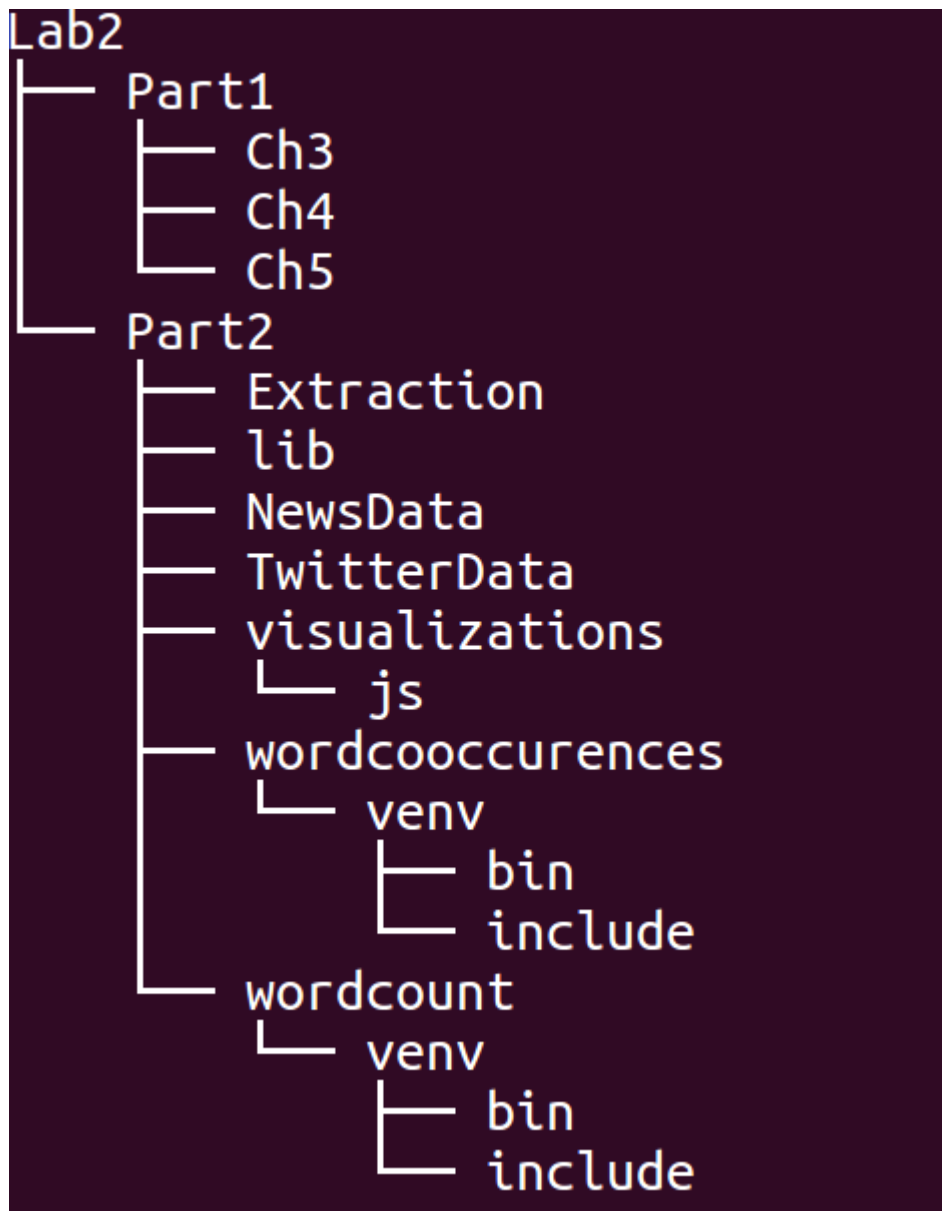 Lab2
├── Part1
│   ├── Ch3
│   ├── Ch4
│   └── Ch5
└── Part2
    ├── Extraction
    ├── lib
    ├── NewsData
    ├── TwitterData
    ├── visualizations
    │   └── js
    ├── wordcooccurences
    │   └── venv
    │       ├── bin
    │       └── include
    └── wordcount
        └── venv
            ├── bin
            └── include